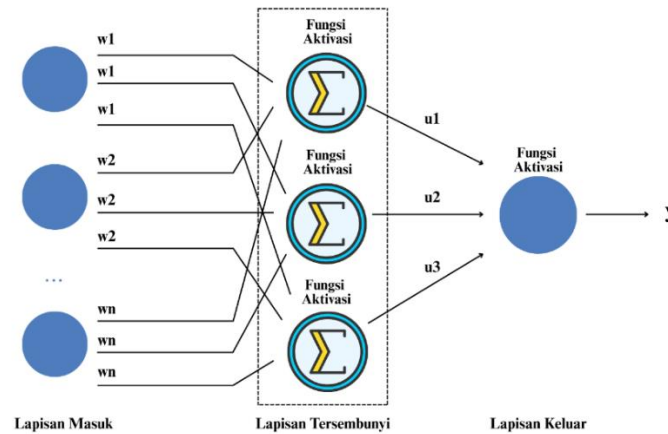 Fungsi
Aktivasi
w1
w1
w1
u1
w2
Fungsi
Aktivasi
Fungsi
Aktivasi
w2
u2
w2
...
Fungsi
Aktivasi
u3
wn
wn
wn
Lapisan Masuk
Lapisan Tersembunyi
Lapisan Keluar